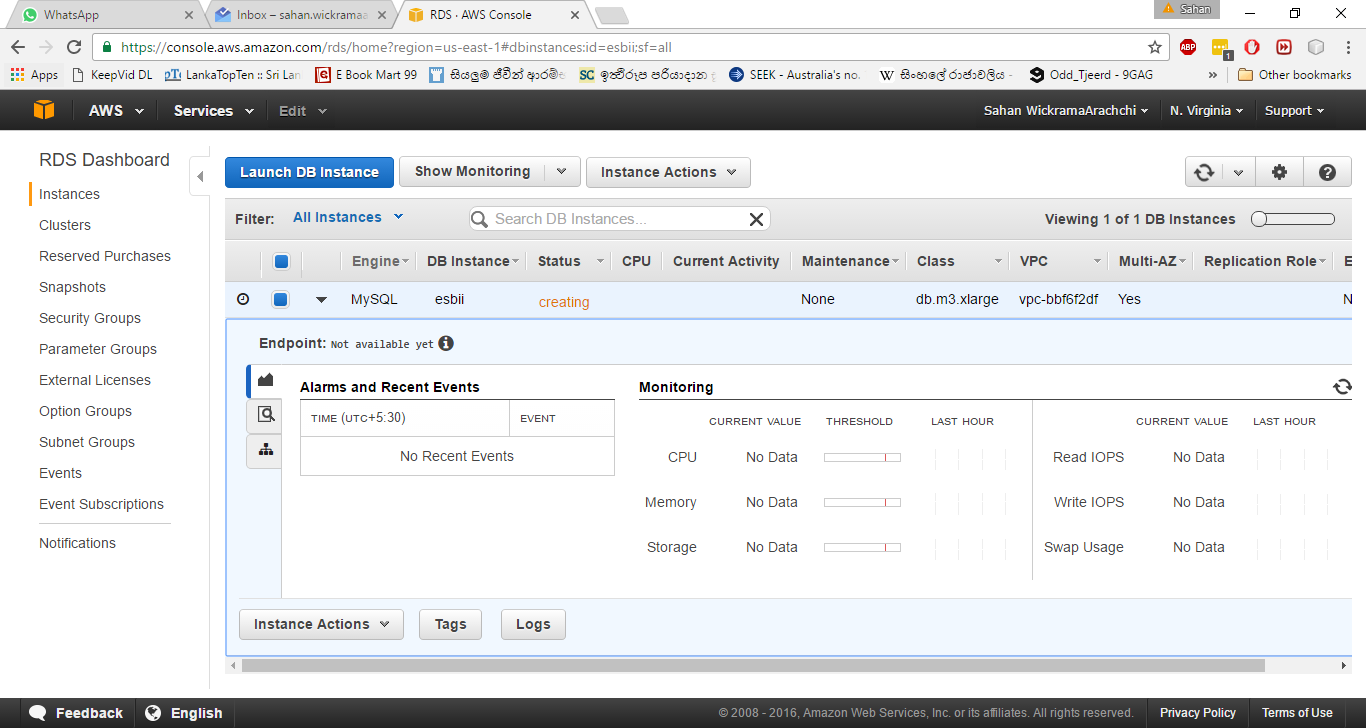 WhatsApp
Inbox – sahan.wickramaa
RDS · AWS Console
Sahan
https://console.aws.amazon.com/rds/home?region=us-east-1#dbinstances:id=esbii;sf=all
ABP
1
Apps KeepVid DL LankaTopTen :: Sri Lan E Book Mart 99 සියලුම ජීවීන් ආරම්භ SC SEEK - Australia's no. W සිංහලේ රාජාවලිය - Odd_Tjeerd - 9GAG » Other bookmarks
AWS Services Edit Sahan WickramaArachchi N. Virginia Support
RDS Dashboard
Instances
Clusters
Reserved Purchases
Snapshots
Security Groups
Parameter Groups
External Licenses
Option Groups
Subnet Groups
Events
Event Subscriptions
Notifications
Launch DB Instance Show Monitoring Instance Actions
Filter: All Instances Search DB Instances... Viewing 1 of 1 DB Instances
Engine DB Instance Status CPU Current Activity Maintenance Class VPC Multi-AZ Replication Role E
MySQL esbii creating None db.m3.xlarge vpc-bbf6f2df Yes N
Endpoint: Not available yet
Alarms and Recent Events
TIME (UTC+5:30) EVENT
No Recent Events
Monitoring
CURRENT VALUE THRESHOLD LAST HOUR CURRENT VALUE LAST HOUR
CPU No Data Read IOPS No Data
Memory No Data Write IOPS No Data
Storage No Data Swap Usage No Data
Instance Actions Tags Logs
Feedback English © 2008 - 2016, Amazon Web Services, Inc. or its affiliates. All rights reserved. Privacy Policy Terms of Use